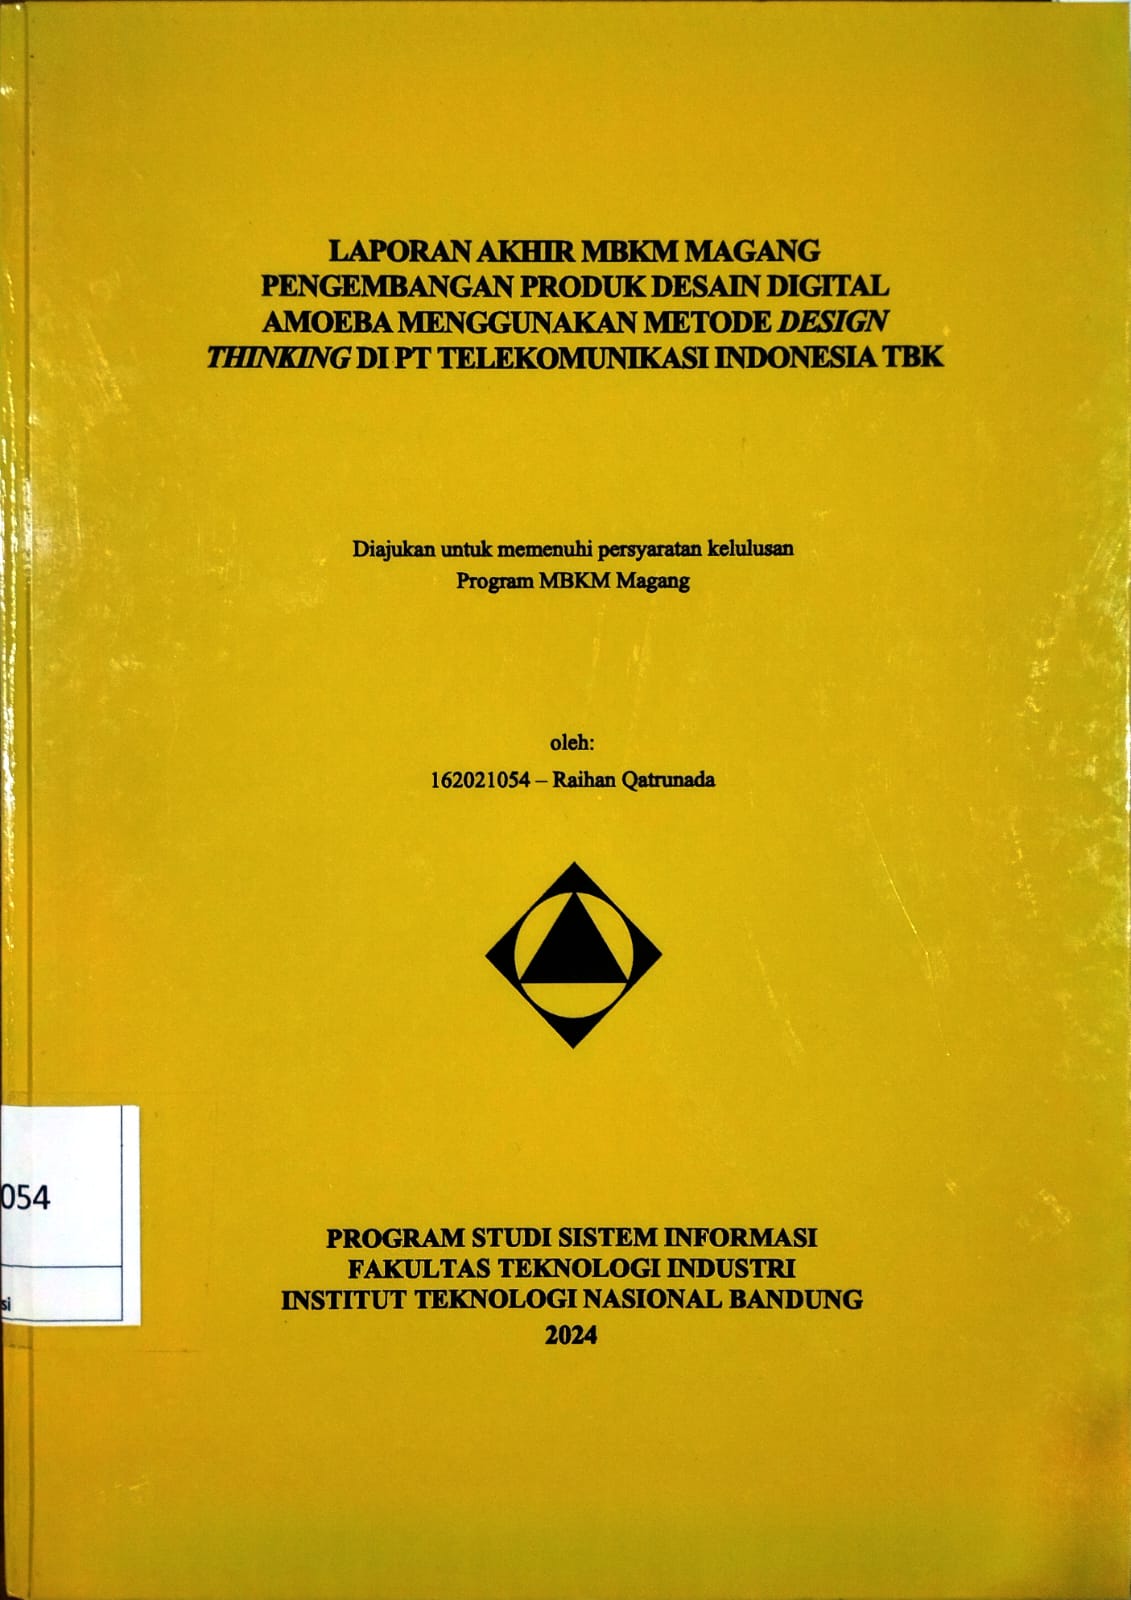 LAPORAN AKHIR MBKM MAGANG
PENGEMBANGAN PRODUK DESAIN DIGITAL
AMOEBA MENGGUNAKAN METODE DESIGN
THINKING DI PT TELEKOMUNIKASI INDONESIA TBK
Diajukan untuk memenuhi persyaratan kelulusan
Program MBKM Magang
oleh:
162021054 – Raihan Qatrunada
054
si
PROGRAM STUDI SISTEM INFORMASI
FAKULTAS TEKNOLOGI INDUSTRI
INSTITUT TEKNOLOGI NASIONAL BANDUNG
2024